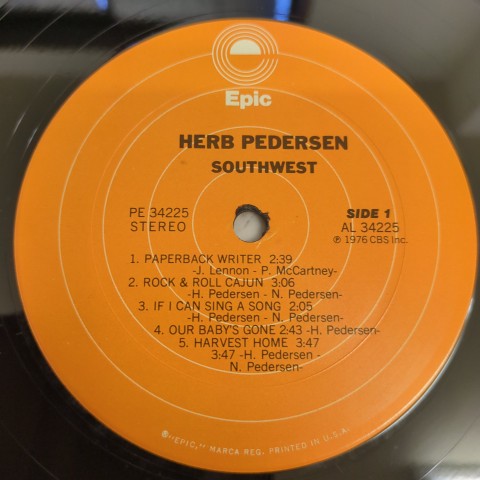 Epic
HERB PEDERSEN
SOUTHWEST
PE 34225
STEREO
SIDE 1
AL 34225
℗ 1976 CBS Inc.
1. PAPERBACK WRITER 2:39
-J. Lennon - P. McCartney-
2. ROCK & ROLL CAJUN 3:06
-H. Pedersen - N. Pedersen-
3. IF I CAN SING A SONG 2:05
-H. Pedersen - N. Pedersen-
4. OUR BABY'S GONE 2:43 -H. Pedersen-
5. HARVEST HOME 3:47
3:47 -H. Pedersen -
N. Pedersen-
®"EPIC," MARCA REG. PRINTED IN U.S.A.